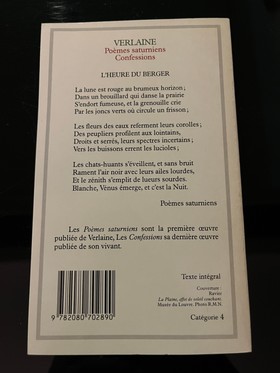 VERLAINE
Poèmes saturniens
Confessions
L'HEURE DU BERGER
La lune est rouge au brumeux horizon ;
Dans un brouillard qui danse la prairie
S'endort fumeuse, et la grenouille crie
Par les joncs verts où circule un frisson ;
Les fleurs des eaux referment leurs corolles ;
Des peupliers profilent aux lointains,
Droits et serrés, leurs spectres incertains ;
Vers les buissons errent les lucioles ;
Les chats-huants s'éveillent, et sans bruit
Rament l'air noir avec leurs ailes lourdes,
Et le zénith s'emplit de lueurs sourdes.
Blanche, Vénus émerge, et c'est la Nuit.
Poèmes saturniens
Les Poèmes saturniens sont la première œuvre
publiée de Verlaine, Les Confessions sa dernière œuvre
publiée de son vivant.
Texte intégral
Couverture :
Ravier
La Plaine, effet de soleil couchant.
Musée du Louvre. Photo R.M.N.
9 782080 702890
Catégorie 4